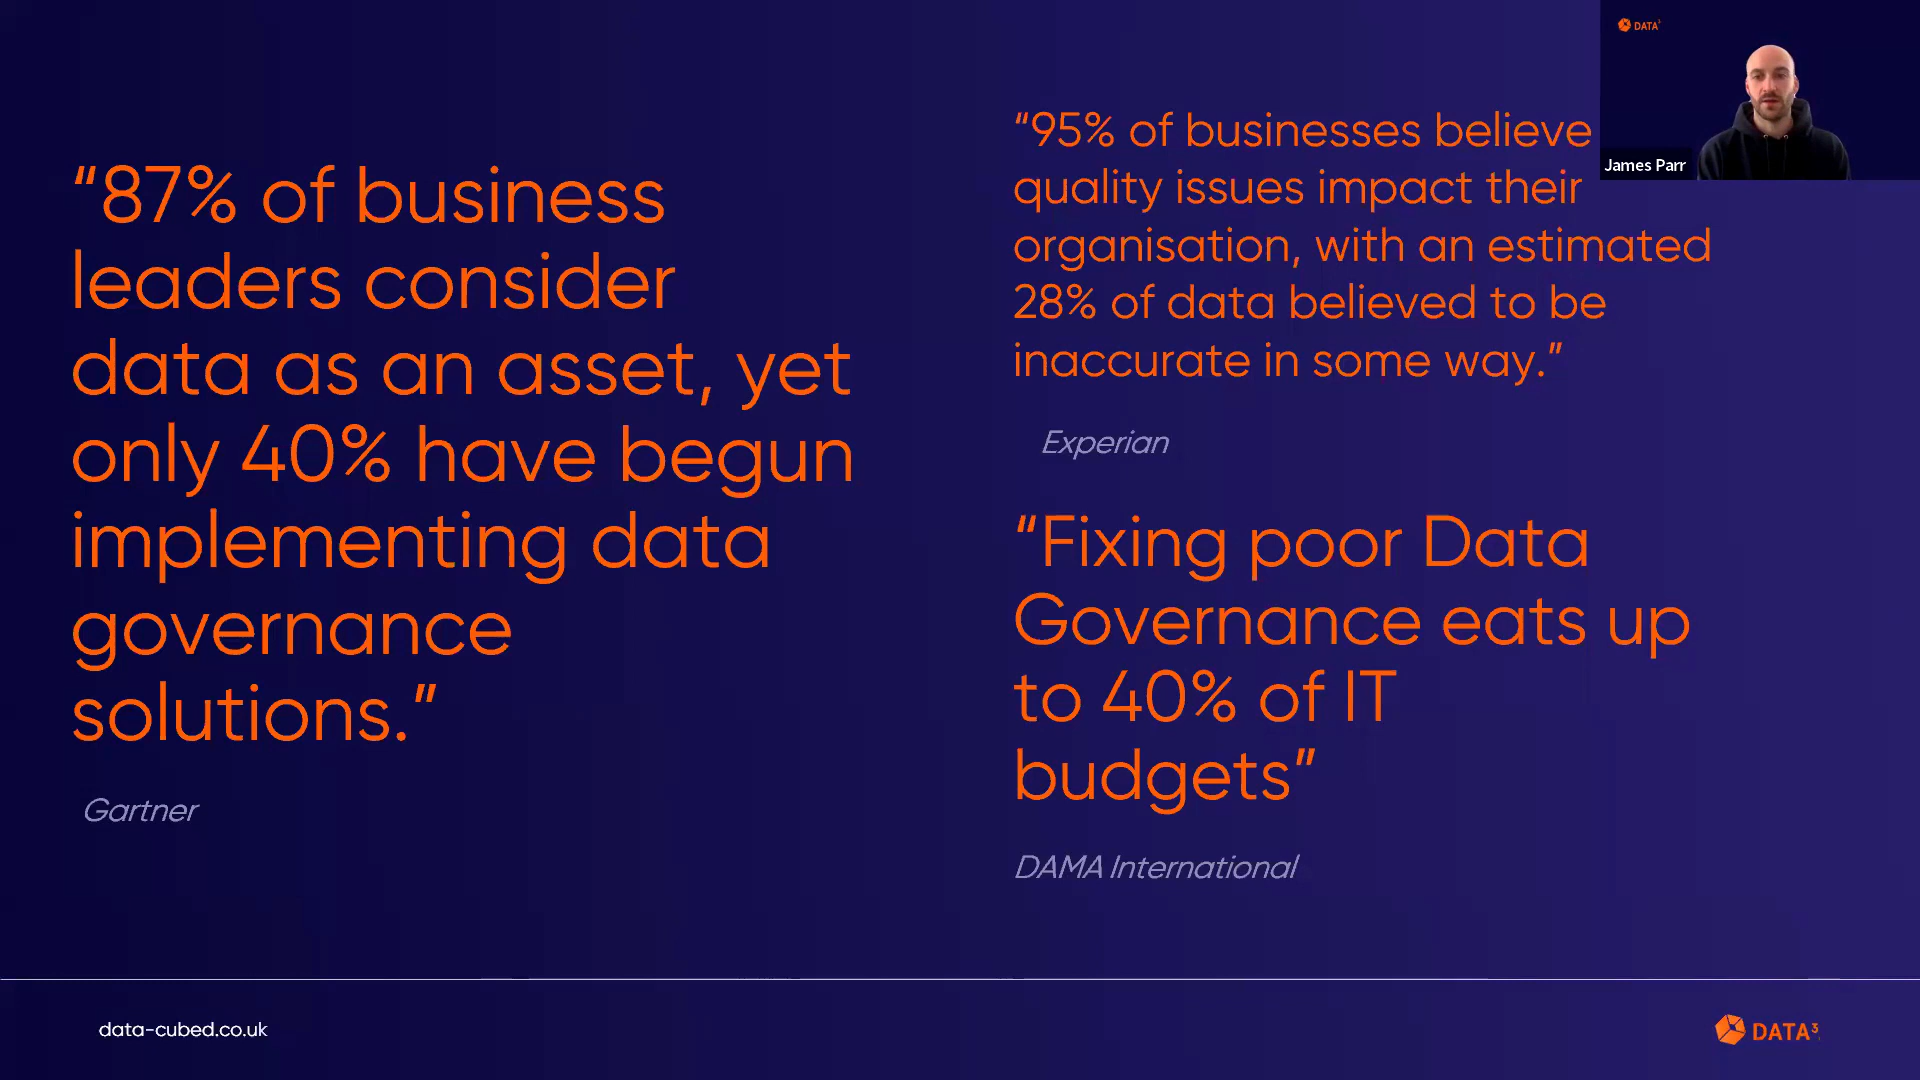 “87% of business
leaders consider
data as an asset, yet
only 40% have begun
implementing data
governance
solutions.”
Gartner
“95% of businesses believe
quality issues impact their
organisation, with an estimated
28% of data believed to be
inaccurate in some way.”
Experian
“Fixing poor Data
Governance eats up
to 40% of IT
budgets”
DAMA International
DATA³
James Parr
data-cubed.co.uk
DATA³